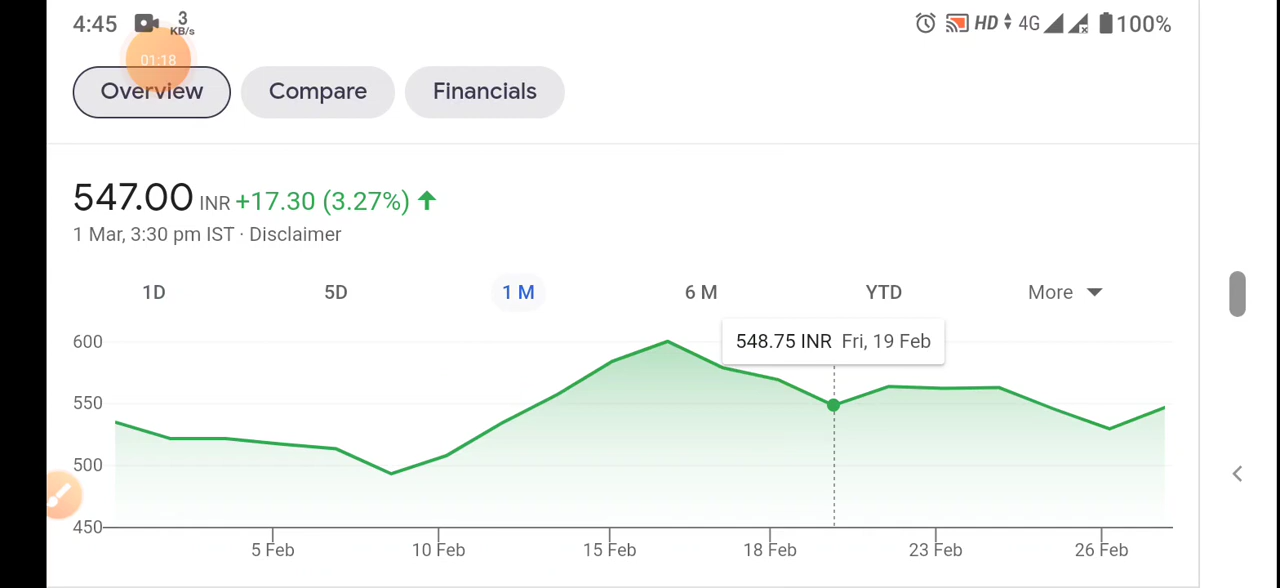 4:45 3 KB/s HD 4G 100%
01:18
Overview Compare Financials
547.00 INR +17.30 (3.27%)
1 Mar, 3:30 pm IST · Disclaimer
1D 5D 1 M 6 M YTD More
600
548.75 INR Fri, 19 Feb
550
500
450
5 Feb 10 Feb 15 Feb 18 Feb 23 Feb 26 Feb